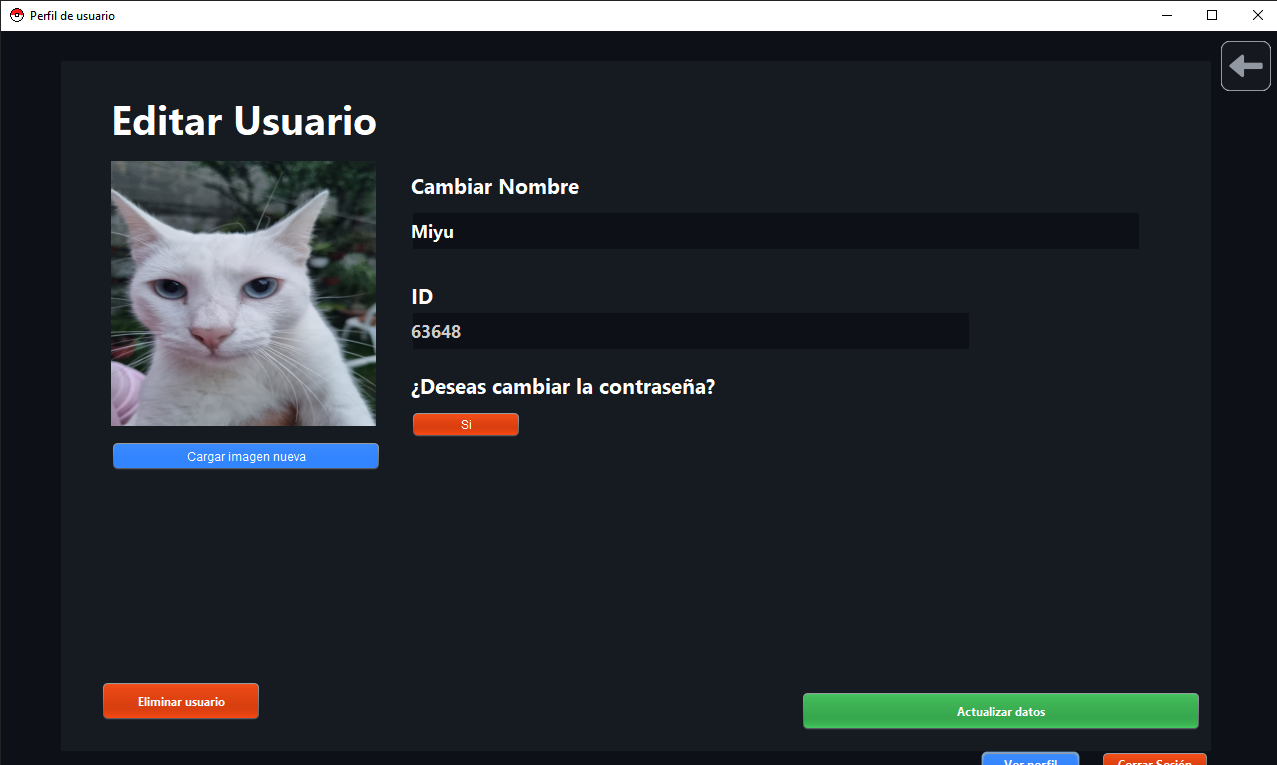 Perfil de usuario
Editar Usuario
Cambiar Nombre
Miyu
ID
63648
¿Deseas cambiar la contraseña?
Si
Cargar imagen nueva
Eliminar usuario
Actualizar datos
Ver perfil
Cerrar Sesión